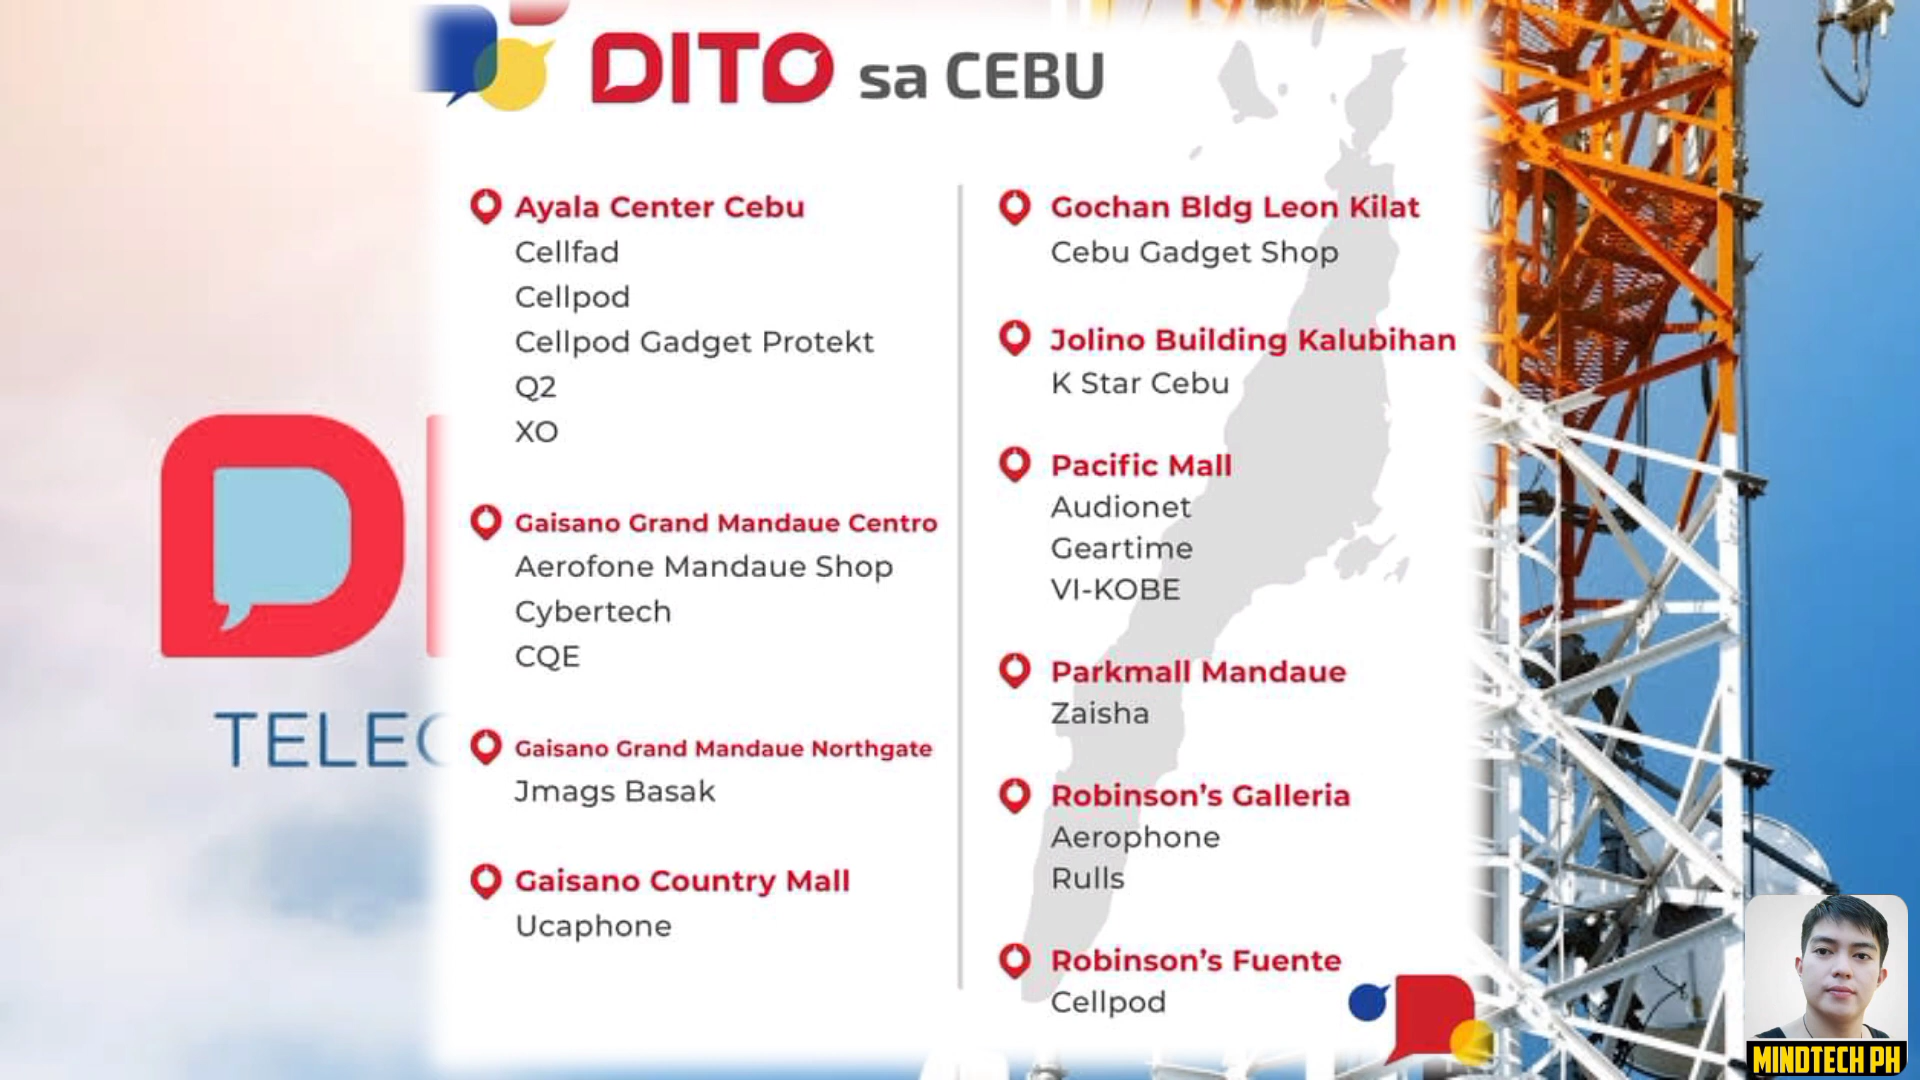 DITO sa CEBU
Ayala Center Cebu
Cellfad
Cellpod
Cellpod Gadget Protekt
Q2
XO
Gaisano Grand Mandaue Centro
Aerofone Mandaue Shop
Cybertech
CQE
Gaisano Grand Mandaue Northgate
Jmags Basak
Gaisano Country Mall
Ucaphone
Gochan Bldg Leon Kilat
Cebu Gadget Shop
Jolino Building Kalubihan
K Star Cebu
Pacific Mall
Audionet
Geartime
VI-KOBE
Parkmall Mandaue
Zaisha
Robinson's Galleria
Aerophone
Rulls
Robinson's Fuente
Cellpod
D
TELEC
MINDTECH PH